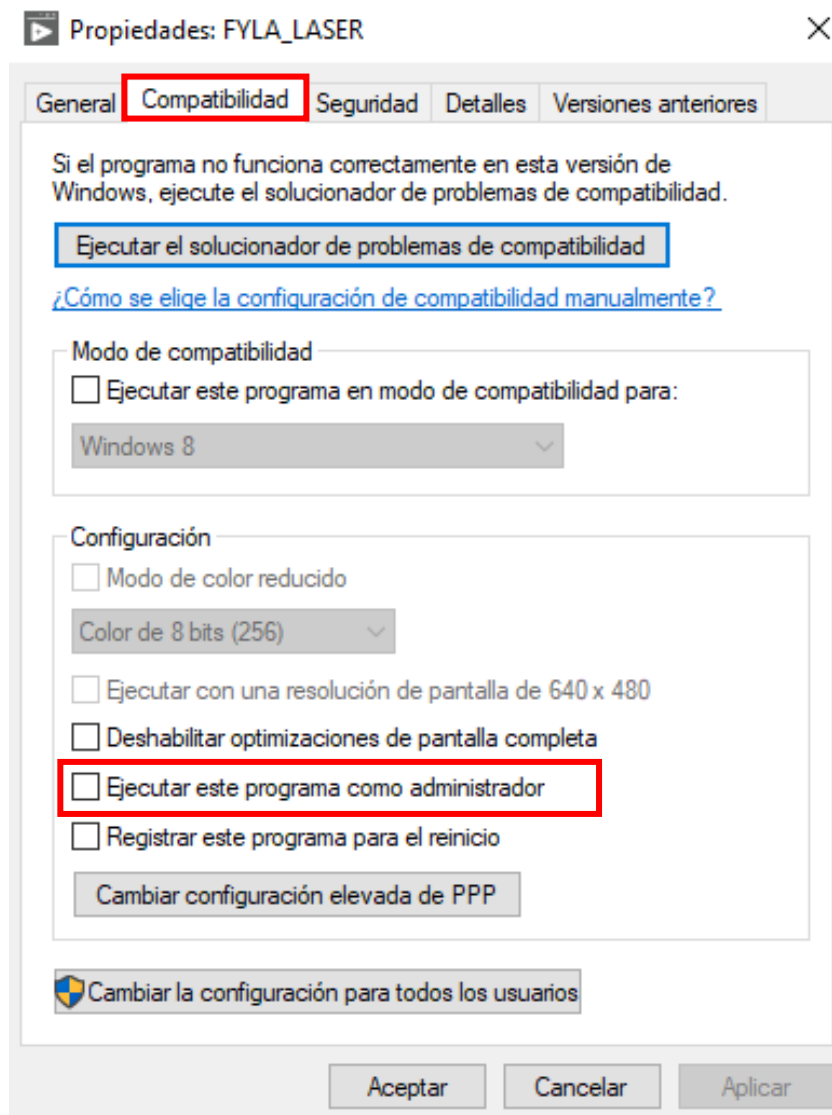 Propiedades: FYLA_LASER
General Compatibilidad Seguridad Detalles Versiones anteriores
Si el programa no funciona correctamente en esta versión de
Windows, ejecute el solucionador de problemas de compatibilidad.
Ejecutar el solucionador de problemas de compatibilidad
¿Cómo se elige la configuración de compatibilidad manualmente?
Modo de compatibilidad
Ejecutar este programa en modo de compatibilidad para:
Windows 8
Configuración
Modo de color reducido
Color de 8 bits (256)
Ejecutar con una resolución de pantalla de 640 x 480
Deshabilitar optimizaciones de pantalla completa
Ejecutar este programa como administrador
Registrar este programa para el reinicio
Cambiar configuración elevada de PPP
Cambiar la configuración para todos los usuarios
Aceptar Cancelar Aplicar